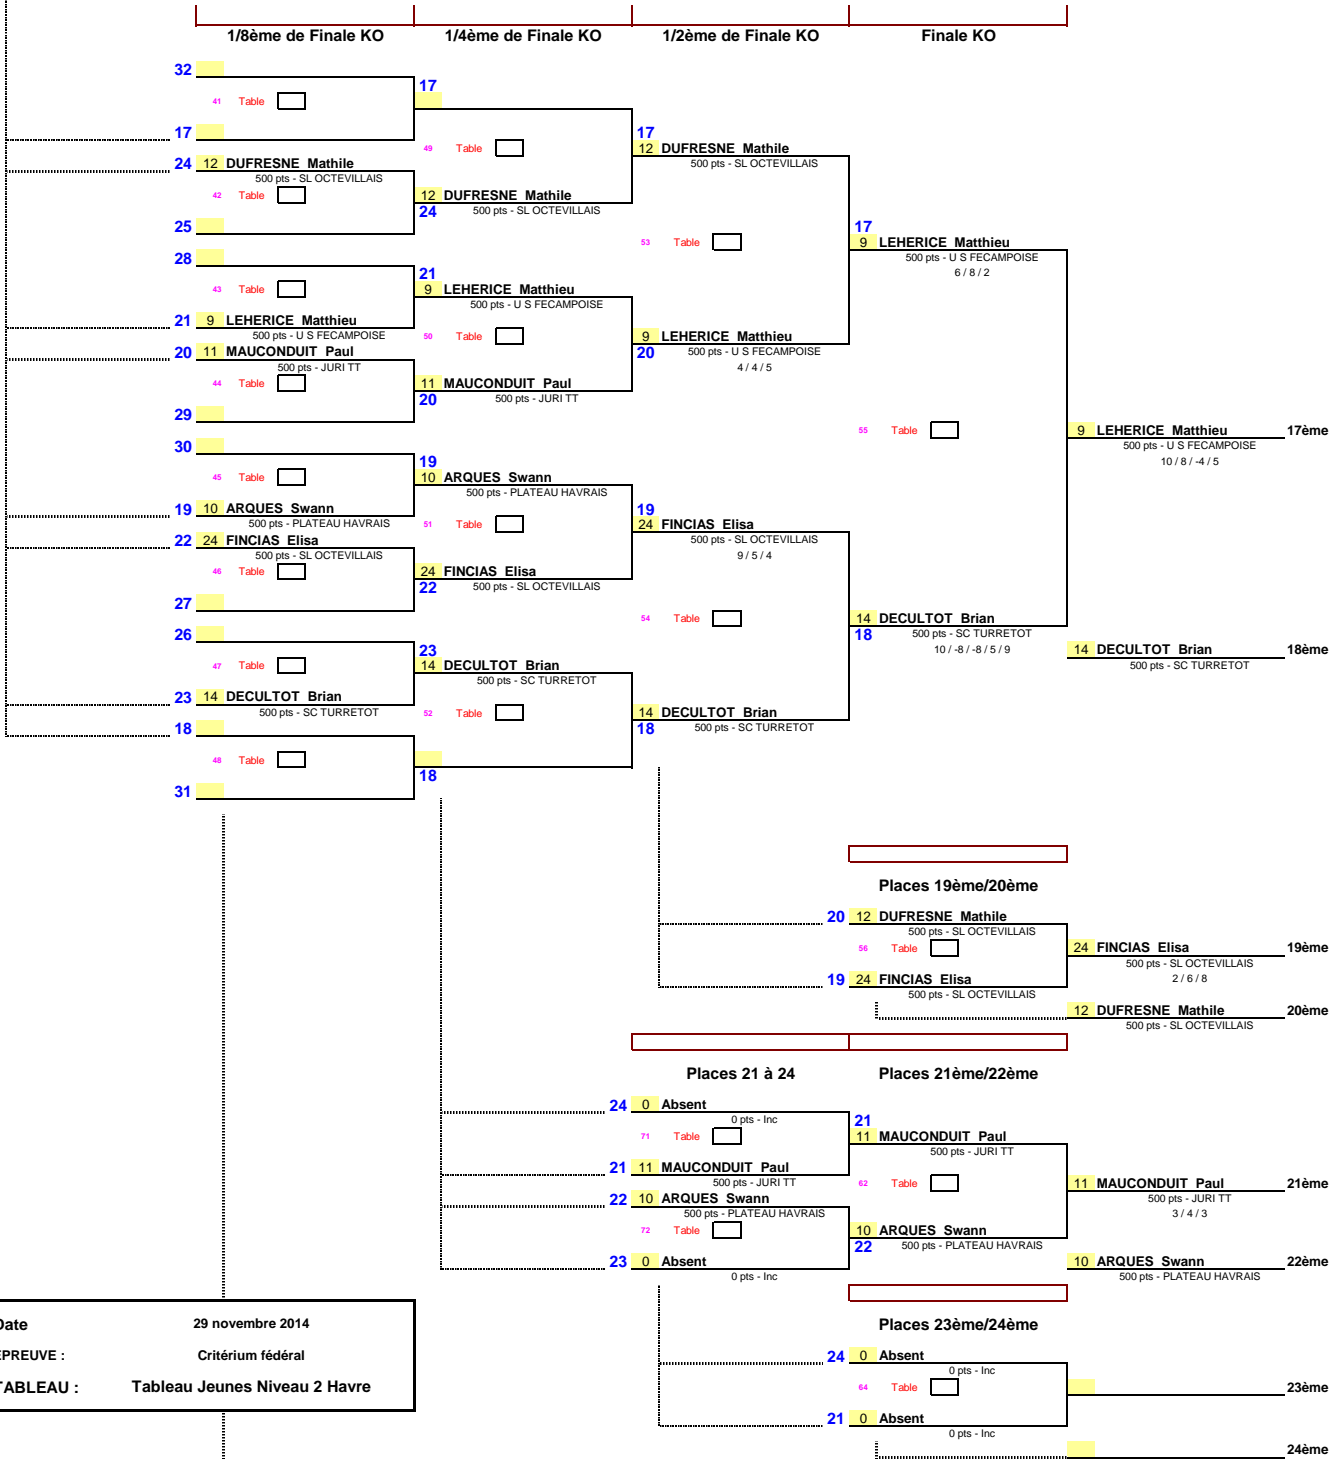 1/8ème de Finale KO 1/4ème de Finale KO 1/2ème de Finale KO Finale KO
32
17
41 Table
17 17
49 Table 12 DUFRESNE Mathile
500 pts - SL OCTEVILLAIS
24 12 DUFRESNE Mathile
500 pts - SL OCTEVILLAIS
42 Table 12 DUFRESNE Mathile
24 500 pts - SL OCTEVILLAIS
25 17
53 Table 9 LEHERICE Matthieu
500 pts - U S FECAMPOISE
6 / 8 / 2
28
21
43 Table 9 LEHERICE Matthieu
500 pts - U S FECAMPOISE
21 9 LEHERICE Matthieu
500 pts - U S FECAMPOISE
50 Table 9 LEHERICE Matthieu
20 500 pts - U S FECAMPOISE
4 / 4 / 5
20 11 MAUCONDUIT Paul
500 pts - JURI TT
44 Table 11 MAUCONDUIT Paul
20 500 pts - JURI TT
29
55 Table 9 LEHERICE Matthieu 17ème
500 pts - U S FECAMPOISE
10 / 8 / -4 / 5
30
19
45 Table 10 ARQUES Swann
500 pts - PLATEAU HAVRAIS
19 10 ARQUES Swann 19
500 pts - PLATEAU HAVRAIS
51 Table 24 FINCIAS Elisa
500 pts - SL OCTEVILLAIS
9 / 5 / 4
22 24 FINCIAS Elisa
500 pts - SL OCTEVILLAIS
46 Table 24 FINCIAS Elisa
22 500 pts - SL OCTEVILLAIS
27
54 Table 14 DECULTOT Brian
18 500 pts - SC TURRETOT
10 / -8 / -8 / 5 / 9
26
23 14 DECULTOT Brian 18ème
500 pts - SC TURRETOT
47 Table 14 DECULTOT Brian
500 pts - SC TURRETOT
23 14 DECULTOT Brian
500 pts - SC TURRETOT
52 Table 14 DECULTOT Brian
18 500 pts - SC TURRETOT
18
48 Table
18
31
Places 19ème/20ème
20 12 DUFRESNE Mathile
500 pts - SL OCTEVILLAIS
56 Table 24 FINCIAS Elisa 19ème
500 pts - SL OCTEVILLAIS
2 / 6 / 8
19 24 FINCIAS Elisa
500 pts - SL OCTEVILLAIS
12 DUFRESNE Mathile 20ème
500 pts - SL OCTEVILLAIS
Places 21 à 24 Places 21ème/22ème
24 0 Absent
0 pts - Inc
21
71 Table 11 MAUCONDUIT Paul
500 pts - JURI TT
21 11 MAUCONDUIT Paul
500 pts - JURI TT
62 Table 11 MAUCONDUIT Paul 21ème
500 pts - JURI TT
3 / 4 / 3
22 10 ARQUES Swann
500 pts - PLATEAU HAVRAIS
72 Table 10 ARQUES Swann
22 500 pts - PLATEAU HAVRAIS
23 0 Absent
0 pts - Inc
10 ARQUES Swann 22ème
500 pts - PLATEAU HAVRAIS
Places 23ème/24ème
24 0 Absent
0 pts - Inc
64 Table 23ème
21 0 Absent
0 pts - Inc
24ème
Date 29 novembre 2014
EPREUVE : Critérium fédéral
TABLEAU : Tableau Jeunes Niveau 2 Havre